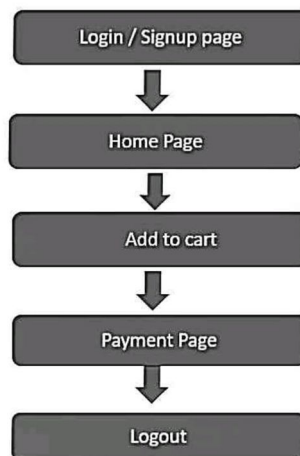 Login / Signup page
Home Page
Add to cart
Payment Page
Logout